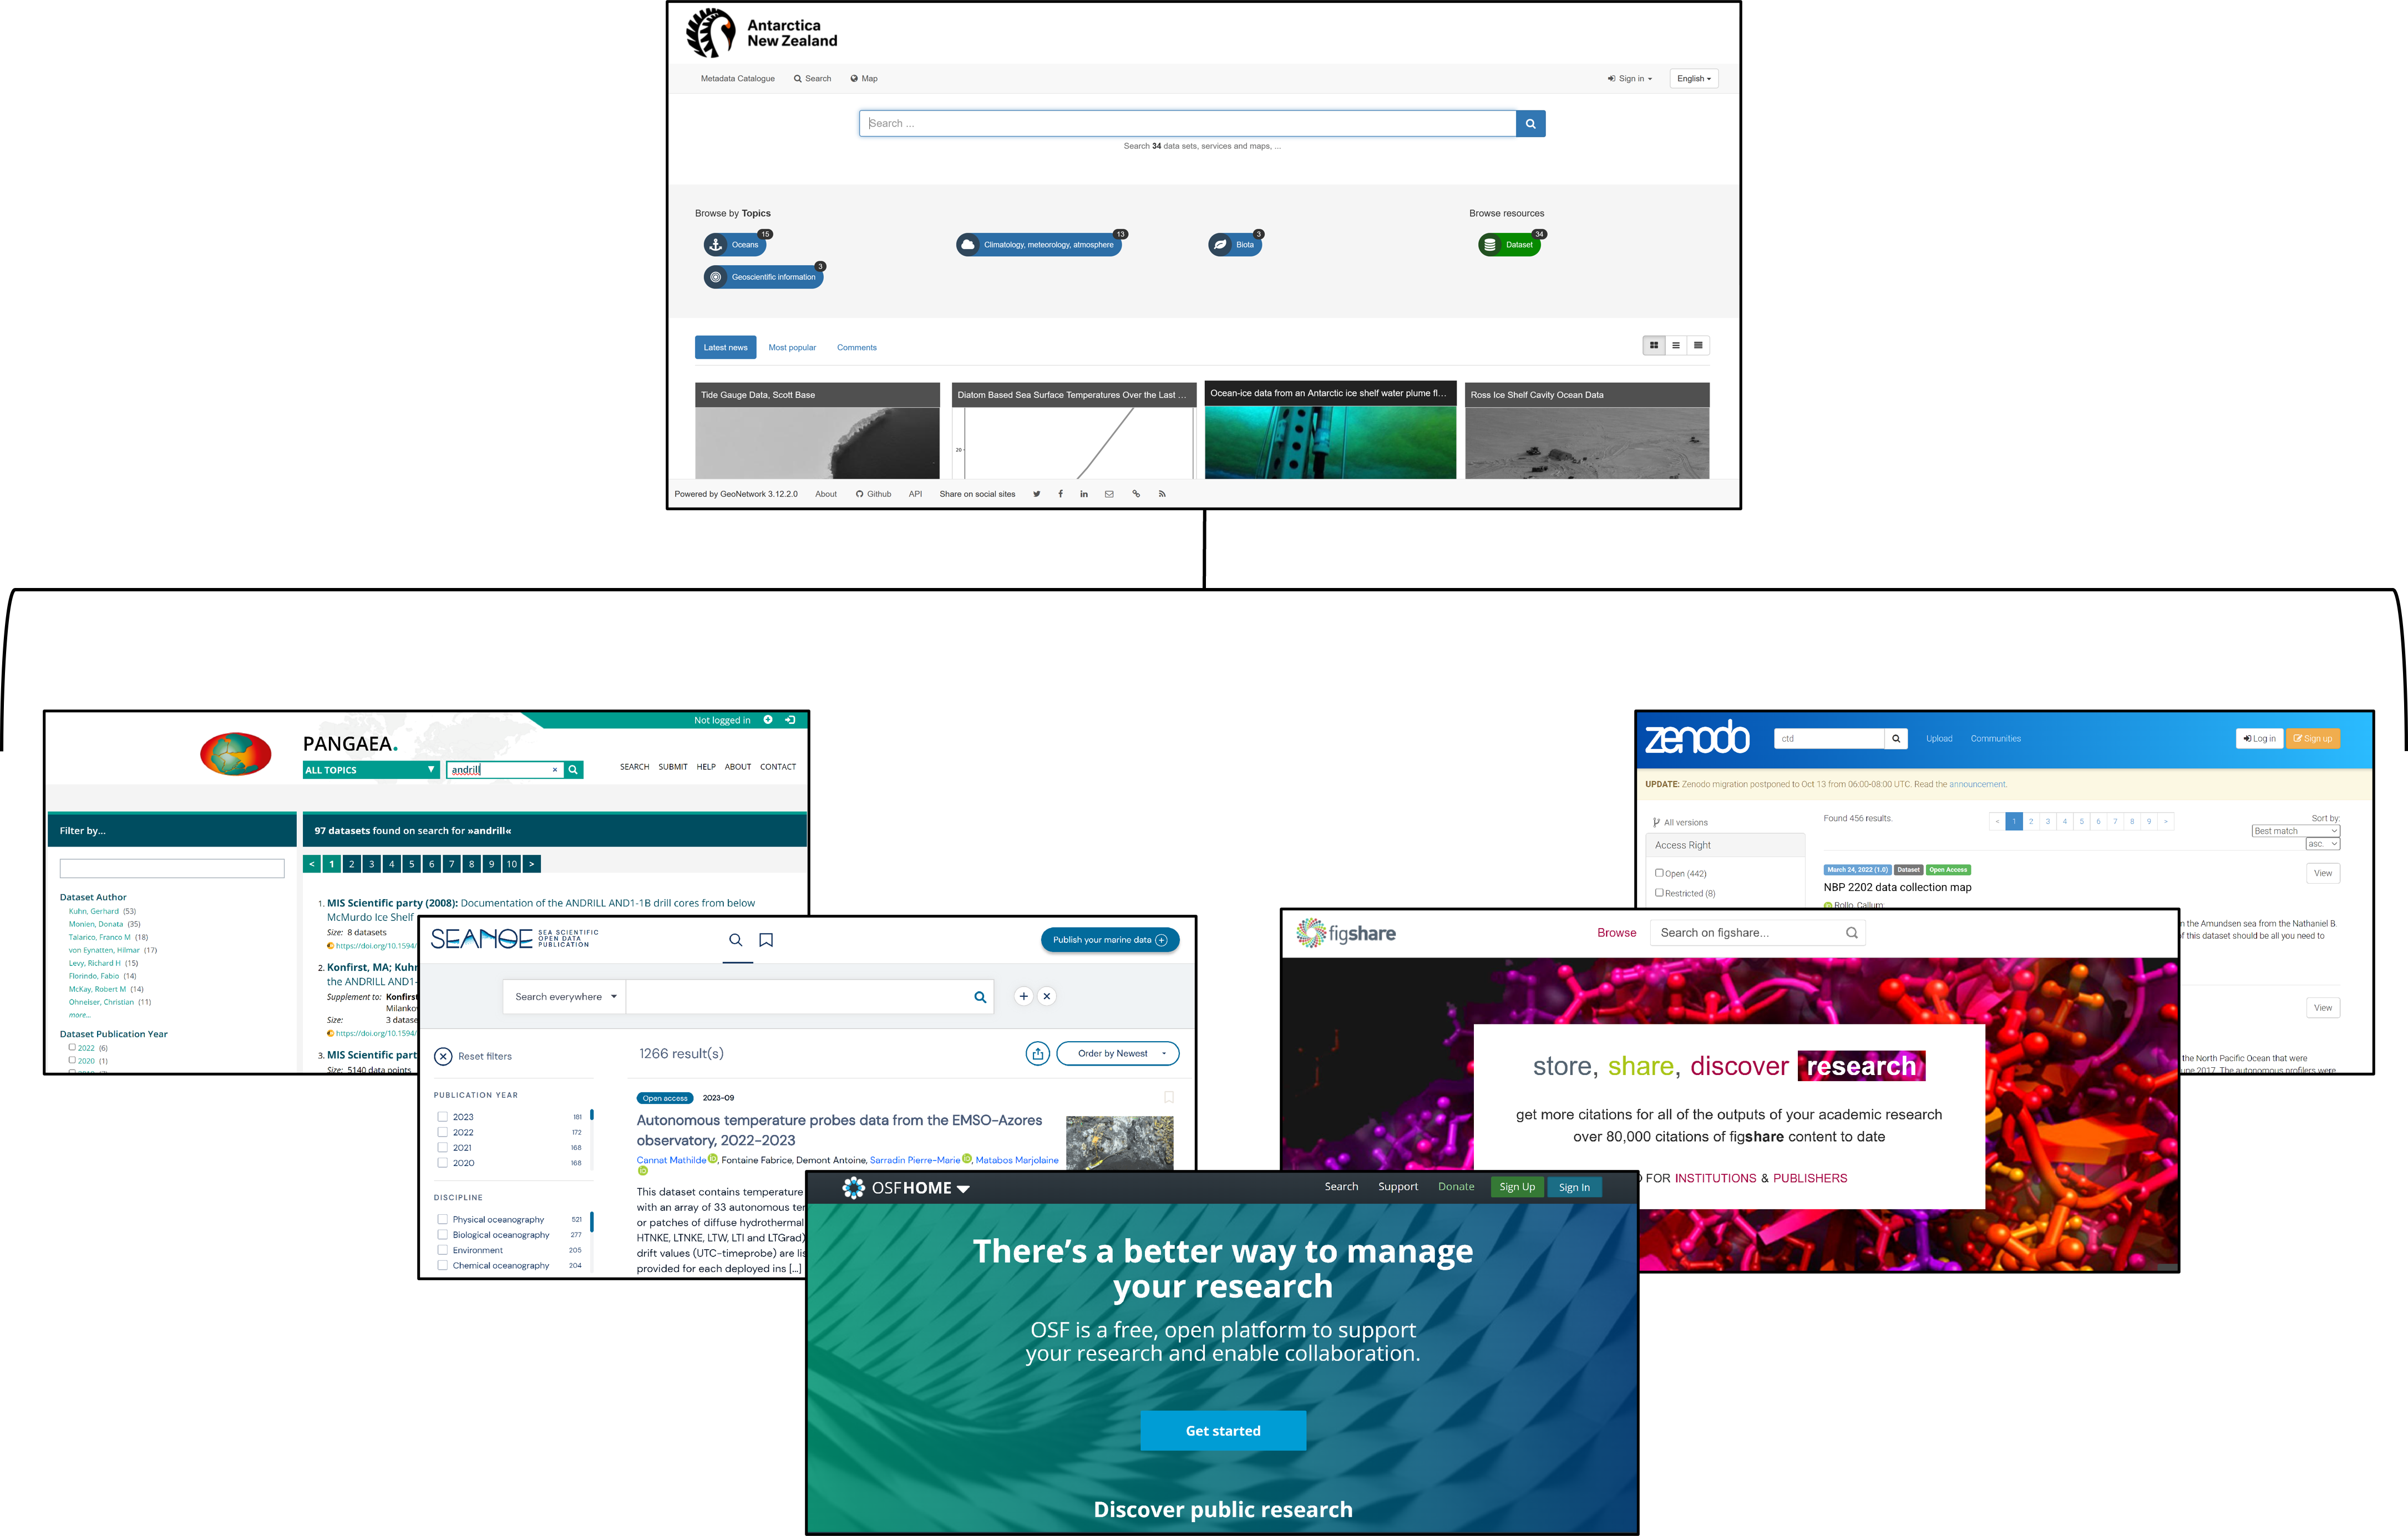 Antarctica
New Zealand
Metadata Catalogue Search Map Sign in English
Search ...
Search 34 data sets, services and maps, ...
Browse by Topics Browse resources
Oceans 15 Climatology, meteorology, atmosphere 13 Biota 3 Dataset 34
Geoscientific information 3
Latest news Most popular Comments
Tide Gauge Data, Scott Base
Diatom Based Sea Surface Temperatures Over the Last ...
20
Ocean-ice data from an Antarctic ice shelf water plume fl...
Ross Ice Shelf Cavity Ocean Data
Powered by GeoNetwork 3.12.2.0 About Github API Share on social sites
Not logged in
PANGAEA.
ALL TOPICS andrill ×
SEARCH SUBMIT HELP ABOUT CONTACT
Filter by...
Dataset Author
Kuhn, Gerhard (53)
Monien, Donata (35)
Talarico, Franco M (18)
von Eynatten, Hilmar (17)
Levy, Richard H (15)
Florindo, Fabio (14)
McKay, Robert M (14)
Ohneiser, Christian (11)
more...
Dataset Publication Year
2022 (6)
2020 (1)
97 datasets found on search for »andrill«
< 1 2 3 4 5 6 7 8 9 10 >
1. MIS Scientific party (2008): Documentation of the ANDRILL AND1-1B drill cores from below
McMurdo Ice Shelf
Size: 8 datasets
https://doi.org/10.1594/
2. Konfirst, MA; Kuhn
the ANDRILL AND1-
Supplement to: Konfirst
Milankov
Size: 3 datase
https://doi.org/10.1594/
3. MIS Scientific part
Size: 5140 data points
SEANOE SEA SCIENTIFIC
OPEN DATA
PUBLICATION
Publish your marine data
Search everywhere
Reset filters
1266 result(s)
Order by Newest
PUBLICATION YEAR
2023 181
2022 172
2021 168
2020 168
DISCIPLINE
Physical oceanography 521
Biological oceanography 277
Environment 205
Chemical oceanography 204
Open access 2023-09
Autonomous temperature probes data from the EMSO-Azores
observatory, 2022-2023
Cannat Mathilde, Fontaine Fabrice, Demont Antoine, Sarradin Pierre-Marie, Matabos Marjolaine
This dataset contains temperature
with an array of 33 autonomous ter
or patches of diffuse hydrothermal
HTNKE, LTNKE, LTW, LTI and LTGrad)
drift values (UTC-timeprobe) are lis
provided for each deployed ins [...]
OSFHOME
Search Support Donate Sign Up Sign In
There's a better way to manage
your research
OSF is a free, open platform to support
your research and enable collaboration.
Get started
Discover public research
figshare
Browse Search on figshare...
store, share, discover research
get more citations for all of the outputs of your academic research
over 80,000 citations of figshare content to date
FOR INSTITUTIONS & PUBLISHERS
zenodo
ctd
Upload Communities
Log in Sign up
UPDATE: Zenodo migration postponed to Oct 13 from 06:00-08:00 UTC. Read the announcement.
All versions
Access Right
Open (442)
Restricted (8)
Found 456 results.
< 1 2 3 4 5 6 7 8 9 >
Sort by:
Best match
asc.
March 24, 2022 (1.0) Dataset Open Access
View
NBP 2202 data collection map
Rollo, Callum;
n the Amundsen sea from the Nathaniel B.
f this dataset should be all you need to
View
the North Pacific Ocean that were
une 2017. The autonomous profilers were